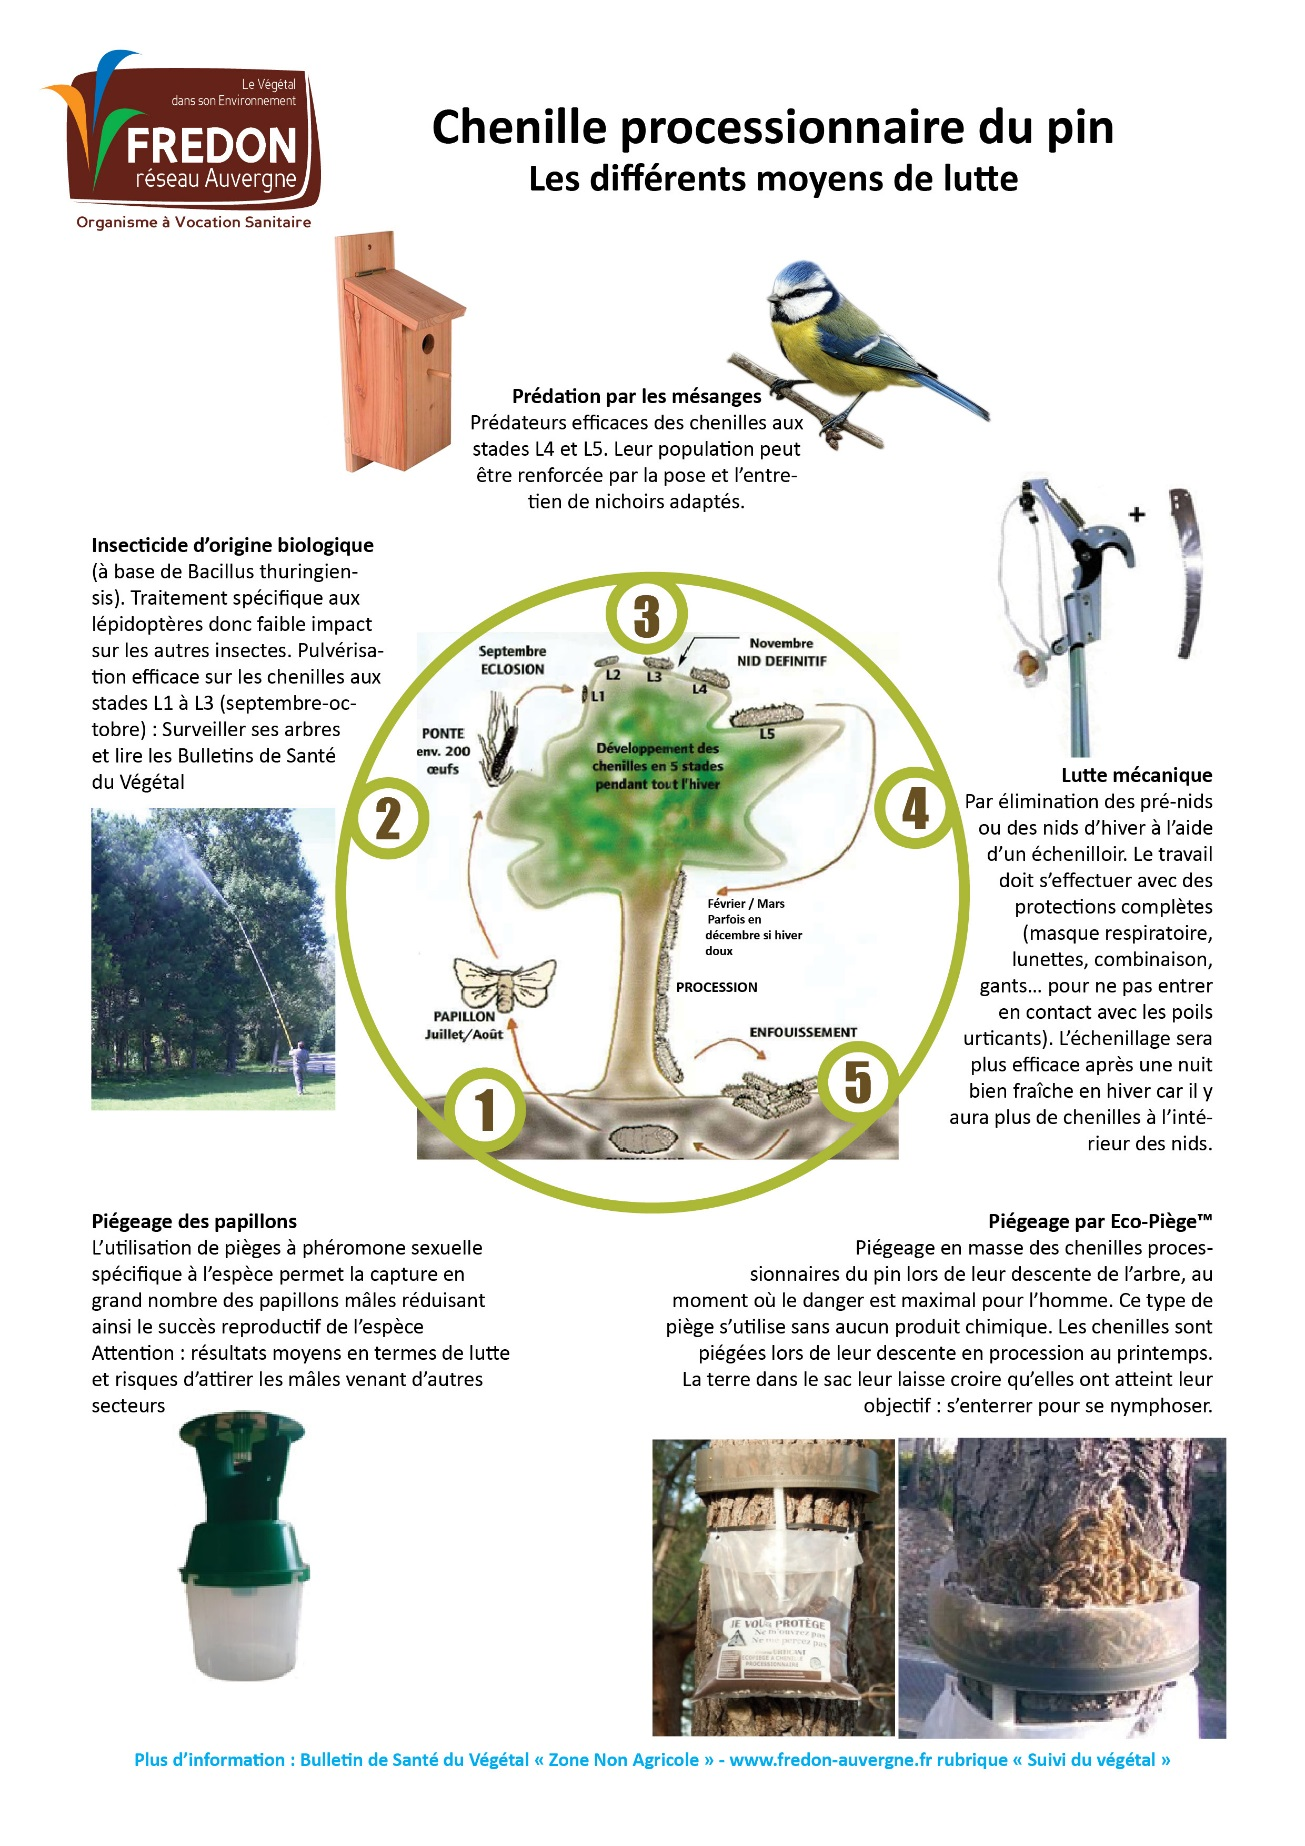 Le Végétal
dans son Environnement
FREDON
réseau Auvergne
Organisme à Vocation Sanitaire
Chenille processionnaire du pin
Les différents moyens de lutte
Prédation par les mésanges
Prédateurs efficaces des chenilles aux
stades L4 et L5. Leur population peut
être renforcée par la pose et l'entre-
tien de nichoirs adaptés.
Insecticide d'origine biologique
(à base de Bacillus thuringien-
sis). Traitement spécifique aux
lépidoptères donc faible impact
sur les autres insectes. Pulvérisa-
tion efficace sur les chenilles aux
stades L1 à L3 (septembre-oc-
tobre) : Surveiller ses arbres
et lire les Bulletins de Santé
du Végétal
+
3
Septembre
ECLOSION
L1
L2
L3
L4
L5
Novembre
NID DEFINITIF
PONTE
env. 200
œufs
Développement des
chenilles en 5 stades
pendant tout l'hiver
2
4
Février / Mars
Parfois en
décembre si hiver
doux
PROCESSION
PAPILLON
Juillet/Août
ENFOUISSEMENT
1
5
Lutte mécanique
Par élimination des pré-nids
ou des nids d'hiver à l'aide
d'un échenilloir. Le travail
doit s'effectuer avec des
protections complètes
(masque respiratoire,
lunettes, combinaison,
gants... pour ne pas entrer
en contact avec les poils
urticants). L'échenillage sera
plus efficace après une nuit
bien fraîche en hiver car il y
aura plus de chenilles à l'inté-
rieur des nids.
Piégeage des papillons
L'utilisation de pièges à phéromone sexuelle
spécifique à l'espèce permet la capture en
grand nombre des papillons mâles réduisant
ainsi le succès reproductif de l'espèce
Attention : résultats moyens en termes de lutte
et risques d'attirer les mâles venant d'autres
secteurs
Piégeage par Eco-Piège™
Piégeage en masse des chenilles proces-
sionnaires du pin lors de leur descente de l'arbre, au
moment où le danger est maximal pour l'homme. Ce type de
piège s'utilise sans aucun produit chimique. Les chenilles sont
piégées lors de leur descente en procession au printemps.
La terre dans le sac leur laisse croire qu'elles ont atteint leur
objectif : s'enterrer pour se nymphoser.
JE VOUS PROTÈGE
Ne m'ouvrez pas
Ne me percez pas
URTICANT
PROCESSIONNAIRE
Plus d'information : Bulletin de Santé du Végétal « Zone Non Agricole » - www.fredon-auvergne.fr rubrique « Suivi du végétal »